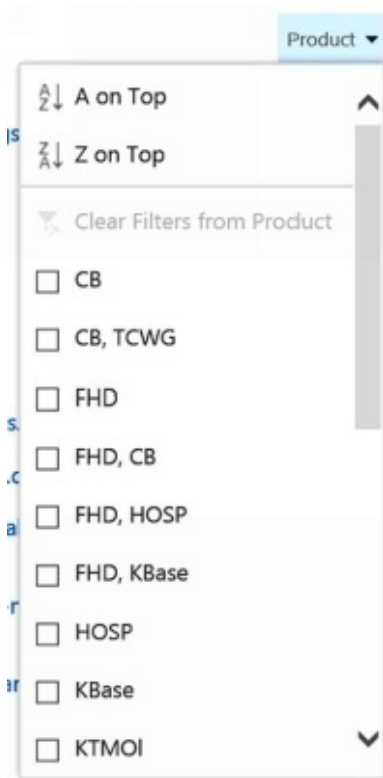 Product
A on Top
Z on Top
Clear Filters from Product
CB
CB, TCWG
FHD
FHD, CB
FHD, HOSP
FHD, KBase
HOSP
KBase
KTMOI